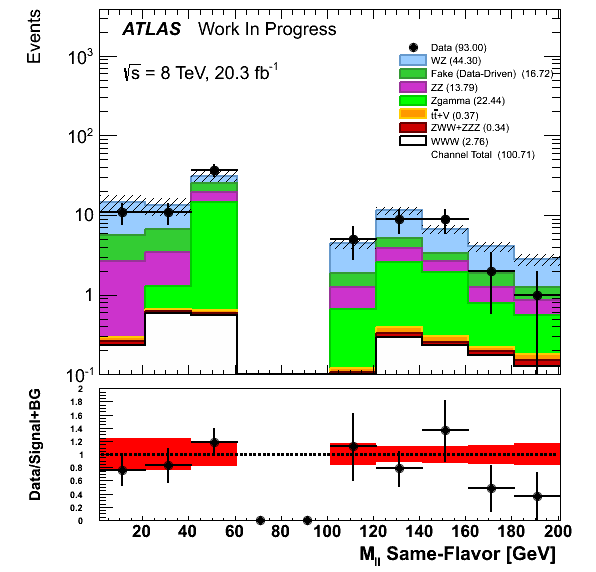 Events
ATLAS Work In Progress
√s = 8 TeV, 20.3 fb-1
Data (93.00)
WZ (44.30)
Fake (Data-Driven) (16.72)
ZZ (13.79)
Zgamma (22.44)
tt̄+V (0.37)
ZWW+ZZZ (0.34)
WWW (2.76)
Channel Total (100.71)
10³
10²
10
1
10⁻¹
Data/Signal+BG
2
1.8
1.6
1.4
1.2
1
0.8
0.6
0.4
0.2
0
20 40 60 80 100 120 140 160 180 200
M_ll Same-Flavor [GeV]